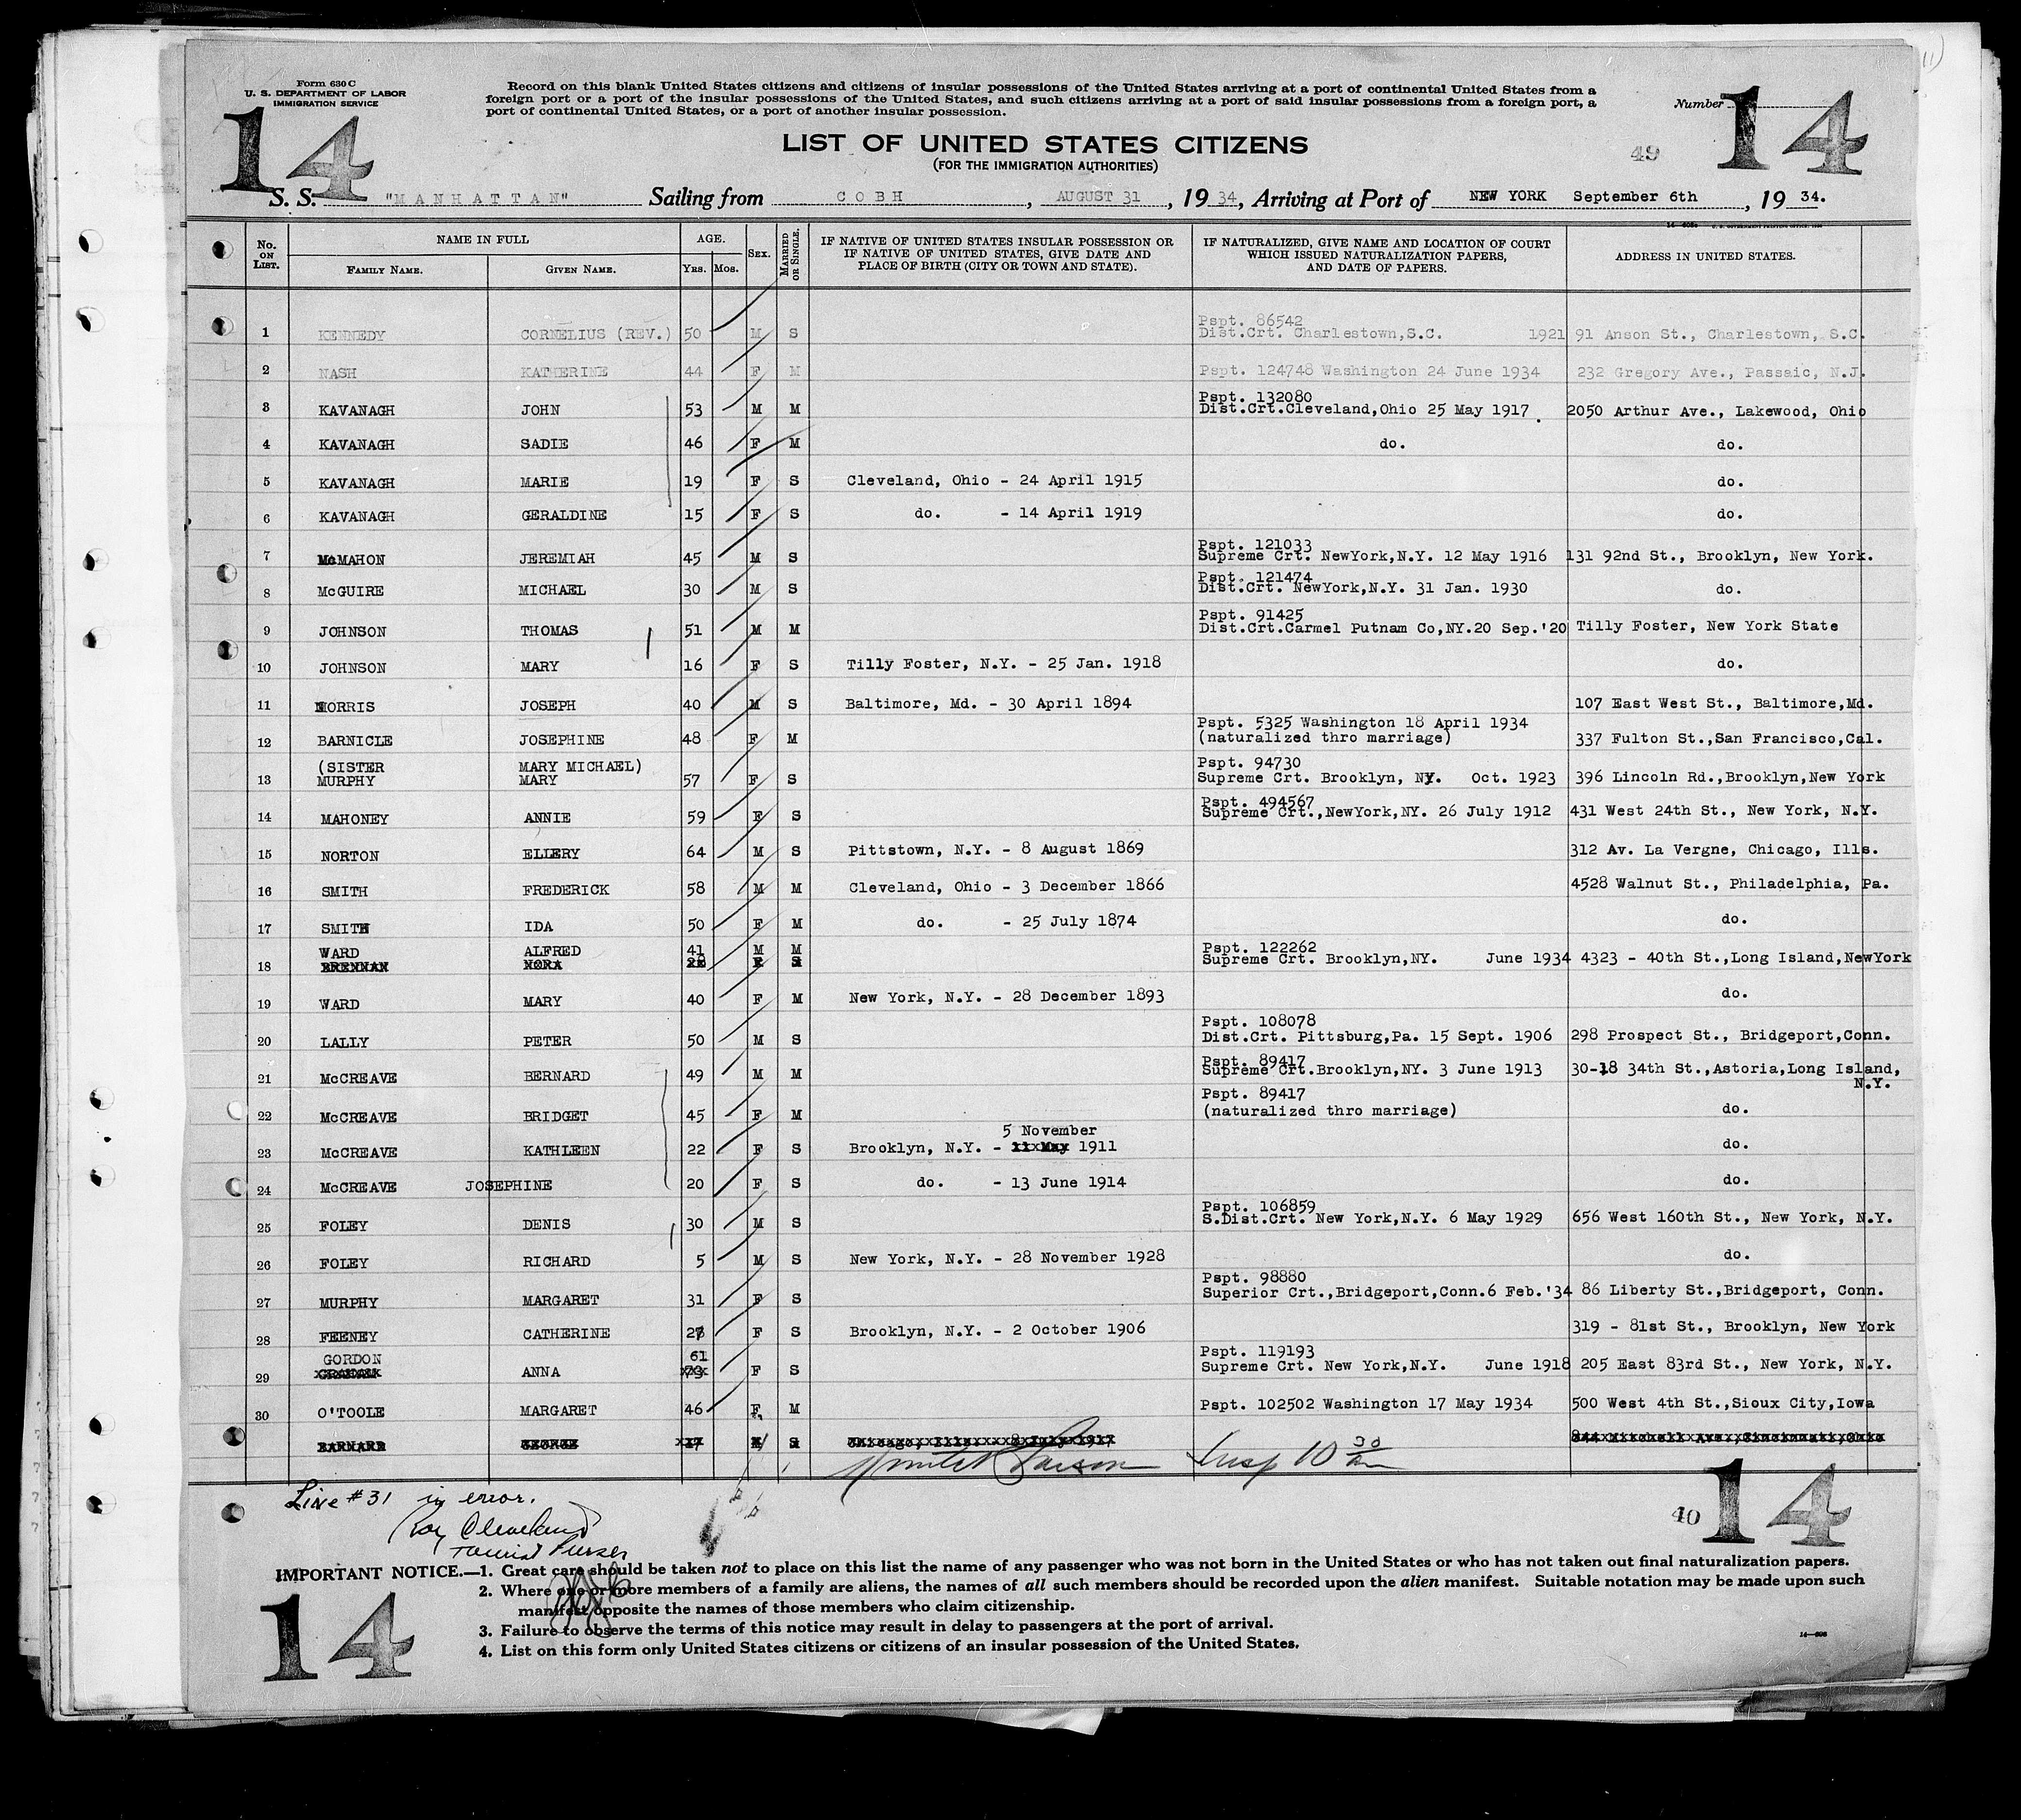 Form 630 C
U. S. DEPARTMENT OF LABOR
IMMIGRATION SERVICE
14
Record on this blank United States citizens and citizens of insular possessions of the United States arriving at a port of continental United States from a
foreign port or a port of the insular possessions of the United States, and such citizens arriving at a port of said insular possessions from a foreign port, a
port of continental United States, or a port of another insular possession.
Number
14
LIST OF UNITED STATES CITIZENS
(FOR THE IMMIGRATION AUTHORITIES)
49
S. S. "MANHATTAN" Sailing from COBH, AUGUST 31, 19 34, Arriving at Port of NEW YORK September 6th, 19 34.
No. ON LIST. NAME IN FULL FAMILY NAME. GIVEN NAME. AGE. YRS. MOS. SEX. MARRIED OR SINGLE. IF NATIVE OF UNITED STATES INSULAR POSSESSION OR IF NATIVE OF UNITED STATES, GIVE DATE AND PLACE OF BIRTH (CITY OR TOWN AND STATE). IF NATURALIZED, GIVE NAME AND LOCATION OF COURT WHICH ISSUED NATURALIZATION PAPERS, AND DATE OF PAPERS. ADDRESS IN UNITED STATES.
Pspt. 86542
1 KENNEDY CORNELIUS (REV.) 50 M S Dist.Crt. Charlestown,S.C. 1921 91 Anson St., Charlestown, S.C.
2 NASH KATHERINE 44 F M Pspt. 124748 Washington 24 June 1934 232 Gregory Ave., Passaic, N.J.
Pspt. 132080
3 KAVANAGH JOHN 53 M M Dist.Crt.Cleveland,Ohio 25 May 1917 2050 Arthur Ave., Lakewood, Ohio
4 KAVANAGH SADIE 46 F M do. do.
5 KAVANAGH MARIE 19 F S Cleveland, Ohio - 24 April 1915 do.
6 KAVANAGH GERALDINE 15 F S do. - 14 April 1919 do.
Pspt. 121033
7 McMAHON JEREMIAH 45 M S Supreme Crt. NewYork,N.Y. 12 May 1916 131 92nd St., Brooklyn, New York.
Pspt. 121474
8 McGUIRE MICHAEL 30 M S Dist.Crt. NewYork,N.Y. 31 Jan. 1930 do.
Pspt. 91425
9 JOHNSON THOMAS 51 M M Dist.Crt.Carmel Putnam Co,NY.20 Sep.'20 Tilly Foster, New York State
10 JOHNSON MARY 16 F S Tilly Foster, N.Y. - 25 Jan. 1918 do.
11 NORRIS JOSEPH 40 M S Baltimore, Md. - 30 April 1894 107 East West St., Baltimore,Md.
Pspt. 5325 Washington 18 April 1934
12 BARNICLE JOSEPHINE 48 F M (naturalized thro marriage) 337 Fulton St.,San Francisco,Cal.
(SISTER MARY MICHAEL) Pspt. 94730
13 MURPHY MARY 57 F S Supreme Crt. Brooklyn, NY. Oct. 1923 396 Lincoln Rd.,Brooklyn,New York
Pspt. 494567
14 MAHONEY ANNIE 59 F S Supreme Crt.,NewYork,NY. 26 July 1912 431 West 24th St., New York, N.Y.
15 NORTON ELLERY 64 M S Pittstown, N.Y. - 8 August 1869 312 Av. La Vergne, Chicago, Ills.
16 SMITH FREDERICK 58 M M Cleveland, Ohio - 3 December 1866 4528 Walnut St., Philadelphia, Pa.
17 SMITH IDA 50 F M do. - 25 July 1874 do.
WARD ALFRED 41 M M Pspt. 122262
18 BRENNAN NORA F S Supreme Crt. Brooklyn,NY. June 1934 4323 - 40th St.,Long Island,NewYork
19 WARD MARY 40 F M New York, N.Y. - 28 December 1893 do.
Pspt. 108078
20 LALLY PETER 50 M S Dist.Crt. Pittsburg,Pa. 15 Sept. 1906 298 Prospect St., Bridgeport,Conn.
Pspt. 89417
21 McCREAVE BERNARD 49 M M Supreme Crt.Brooklyn,NY. 3 June 1913 30-18 34th St.,Astoria,Long Island,
N.Y.
Pspt. 89417
22 McCREAVE BRIDGET 45 F M (naturalized thro marriage) do.
5 November
23 McCREAVE KATHLEEN 22 F S Brooklyn, N.Y. - 11 May 1911 do.
24 McCREAVE JOSEPHINE 20 F S do. - 13 June 1914 do.
Pspt. 106859
25 FOLEY DENIS 30 M S S.Dist.Crt. New York,N.Y. 6 May 1929 656 West 160th St., New York, N.Y.
26 FOLEY RICHARD 5 M S New York, N.Y. - 28 November 1928 do.
Pspt. 98880
27 MURPHY MARGARET 31 F S Superior Crt.,Bridgeport,Conn.6 Feb.'34 86 Liberty St.,Bridgeport, Conn.
28 FEENEY CATHERINE 27 F S Brooklyn, N.Y. - 2 October 1906 319 - 81st St., Brooklyn, New York
GORDON 61 Pspt. 119193
29 GRAHAM ANNA 73 F S Supreme Crt. New York,N.Y. June 1918 205 East 83rd St., New York, N.Y.
30 O'TOOLE MARGARET 46 F M Pspt. 102502 Washington 17 May 1934 500 West 4th St.,Sioux City,Iowa
BARNARD GEORGE 17 M S Chicago, Ills. 8 July 1917 844 Mitchell Ave.,Cincinnati,Ohio
Insp 10 30
Line #31 in error.
Roy Cleveland
Tourist Purser
40 14
IMPORTANT NOTICE.—1. Great care should be taken not to place on this list the name of any passenger who was not born in the United States or who has not taken out final naturalization papers.
2. Where one or more members of a family are aliens, the names of all such members should be recorded upon the alien manifest. Suitable notation may be made upon such
manifest opposite the names of those members who claim citizenship.
3. Failure to observe the terms of this notice may result in delay to passengers at the port of arrival.
4. List on this form only United States citizens or citizens of an insular possession of the United States.
14